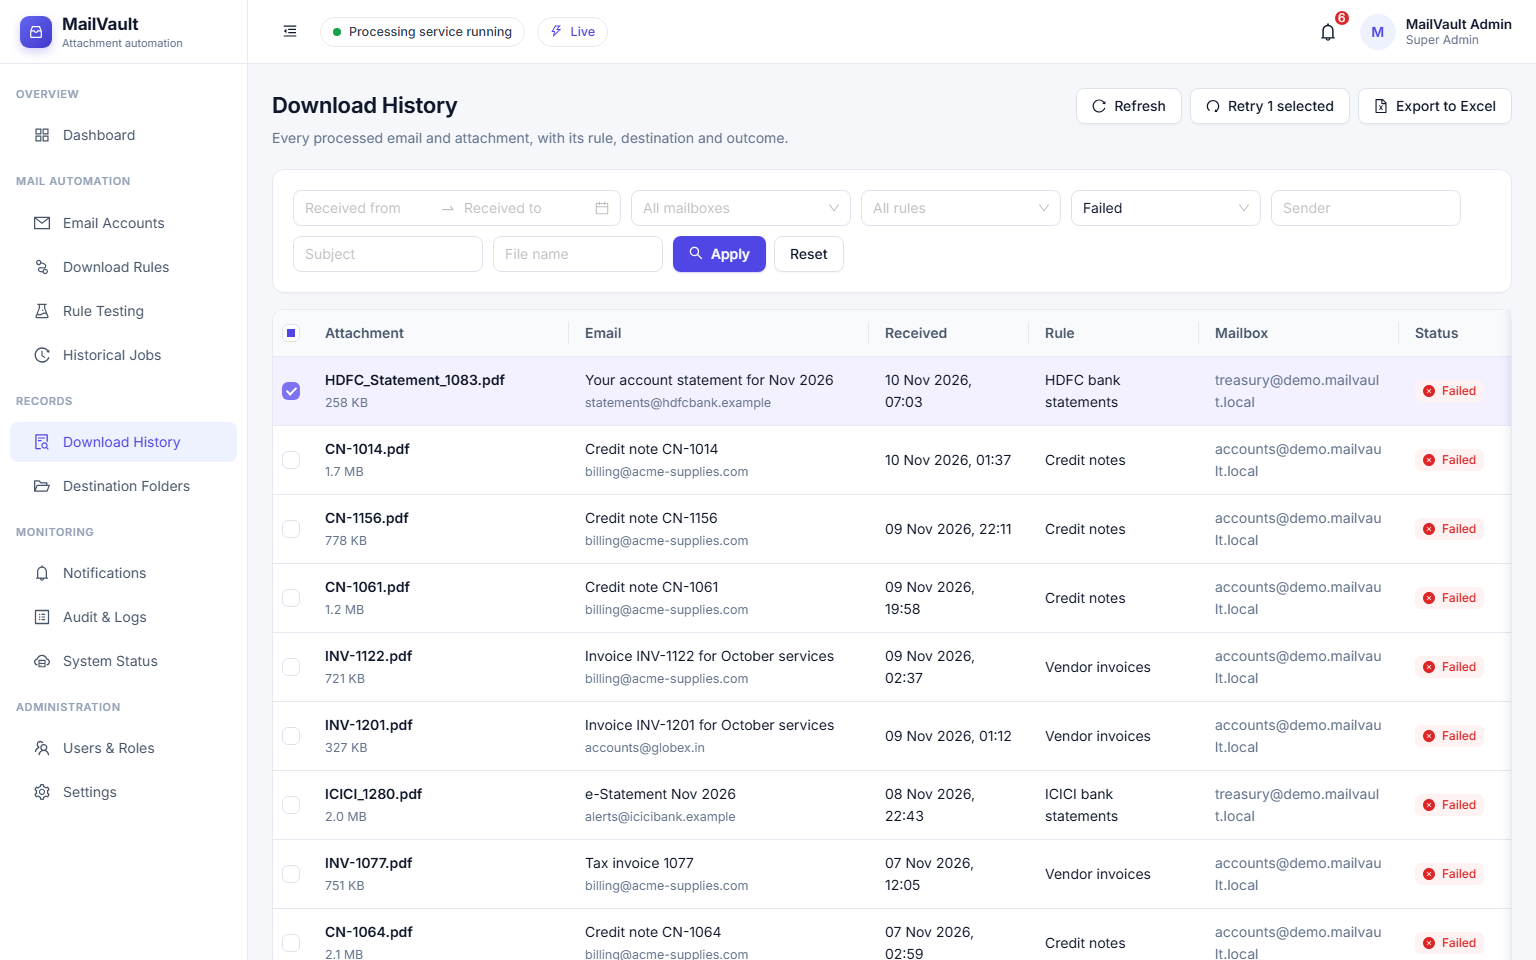 MailVault
Attachment automation
Processing service running
Live
6
M
MailVault Admin
Super Admin
OVERVIEW
Dashboard
MAIL AUTOMATION
Email Accounts
Download Rules
Rule Testing
Historical Jobs
RECORDS
Download History
Destination Folders
MONITORING
Notifications
Audit & Logs
System Status
ADMINISTRATION
Users & Roles
Settings
Download History
Every processed email and attachment, with its rule, destination and outcome.
Refresh
Retry 1 selected
Export to Excel
Received from
Received to
All mailboxes
All rules
Failed
Sender
Subject
File name
Apply
Reset
Attachment Email Received Rule Mailbox Status
HDFC_Statement_1083.pdf
258 KB
Your account statement for Nov 2026
statements@hdfcbank.example
10 Nov 2026,
07:03
HDFC bank
statements
treasury@demo.mailvaul
t.local
Failed
CN-1014.pdf
1.7 MB
Credit note CN-1014
billing@acme-supplies.com
10 Nov 2026, 01:37
Credit notes
accounts@demo.mailvau
lt.local
Failed
CN-1156.pdf
778 KB
Credit note CN-1156
billing@acme-supplies.com
09 Nov 2026, 22:11
Credit notes
accounts@demo.mailvau
lt.local
Failed
CN-1061.pdf
1.2 MB
Credit note CN-1061
billing@acme-supplies.com
09 Nov 2026,
19:58
Credit notes
accounts@demo.mailvau
lt.local
Failed
INV-1122.pdf
721 KB
Invoice INV-1122 for October services
billing@acme-supplies.com
09 Nov 2026,
02:37
Vendor invoices
accounts@demo.mailvau
lt.local
Failed
INV-1201.pdf
327 KB
Invoice INV-1201 for October services
accounts@globex.in
09 Nov 2026, 01:12
Vendor invoices
accounts@demo.mailvau
lt.local
Failed
ICICI_1280.pdf
2.0 MB
e-Statement Nov 2026
alerts@icicibank.example
08 Nov 2026,
22:43
ICICI bank
statements
treasury@demo.mailvaul
t.local
Failed
INV-1077.pdf
751 KB
Tax invoice 1077
billing@acme-supplies.com
07 Nov 2026,
12:05
Vendor invoices
accounts@demo.mailvau
lt.local
Failed
CN-1064.pdf
2.1 MB
Credit note CN-1064
billing@acme-supplies.com
07 Nov 2026,
02:59
Credit notes
accounts@demo.mailvau
lt.local
Failed